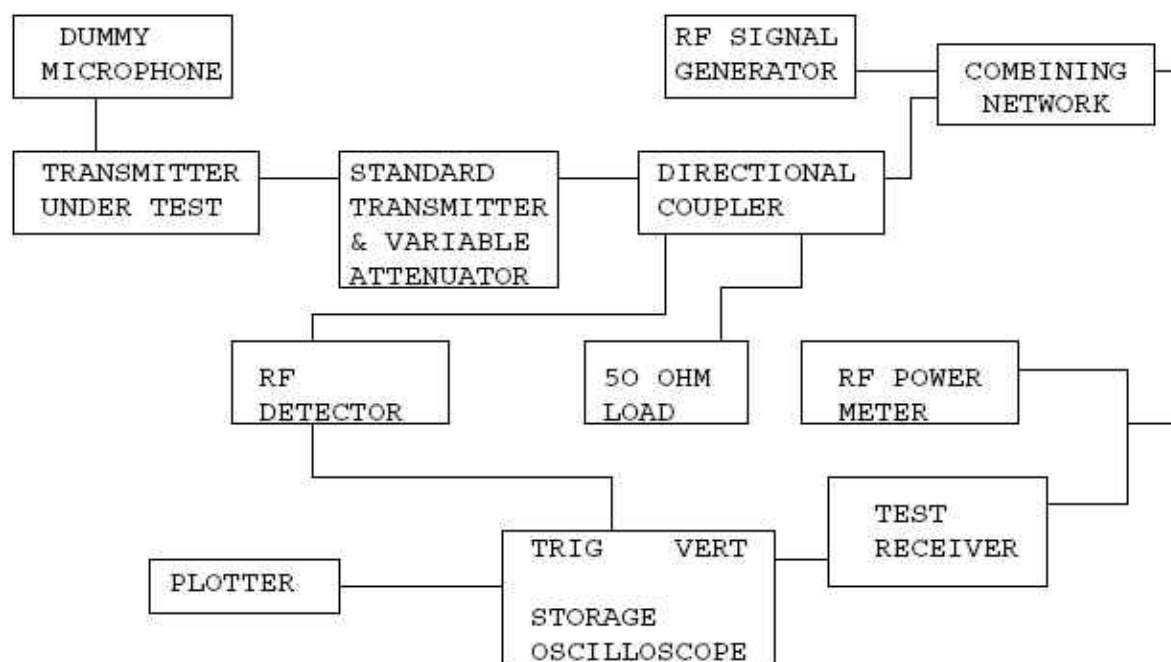 DUMMY
MICROPHONE
RF SIGNAL
GENERATOR
COMBINING
NETWORK
TRANSMITTER
UNDER TEST
STANDARD
TRANSMITTER
& VARIABLE
ATTENUATOR
DIRECTIONAL
COUPLER
RF
DETECTOR
50 OHM
LOAD
RF POWER
METER
TEST
RECEIVER
TRIG VERT
STORAGE
OSCILLOSCOPE
PLOTTER